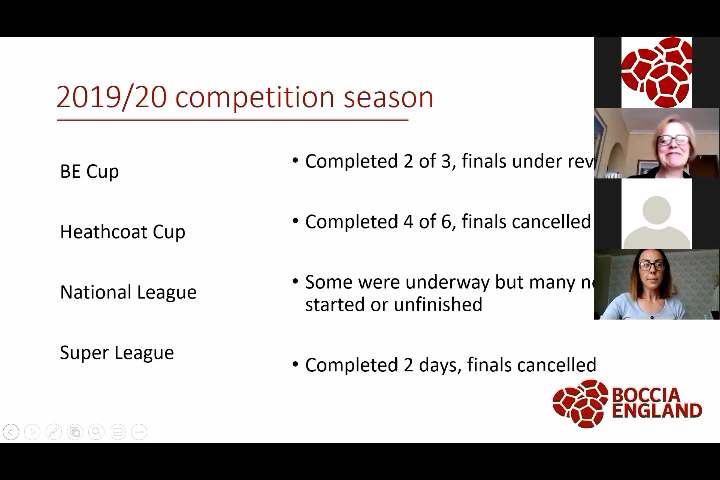 2019/20 competition season
BE Cup
• Completed 2 of 3, finals under
Heathcoat Cup
• Completed 4 of 6, finals cancelled
National League
• Some were underway but many
started or unfinished
Super League
• Completed 2 days, finals cancelled
BOCCIA
ENGLAND